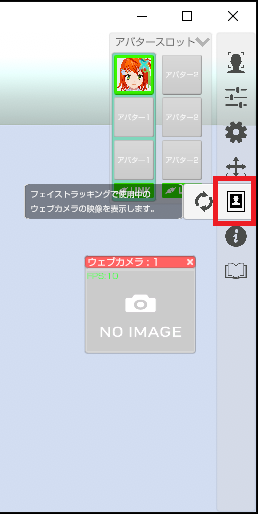 アバタースロット
アバター2
アバター1 アバター2
アバター1 アバター2
LINK
フェイストラッキングで使用中の
ウェブカメラの映像を表示します。
ウェブカメラ：1
NO IMAGE